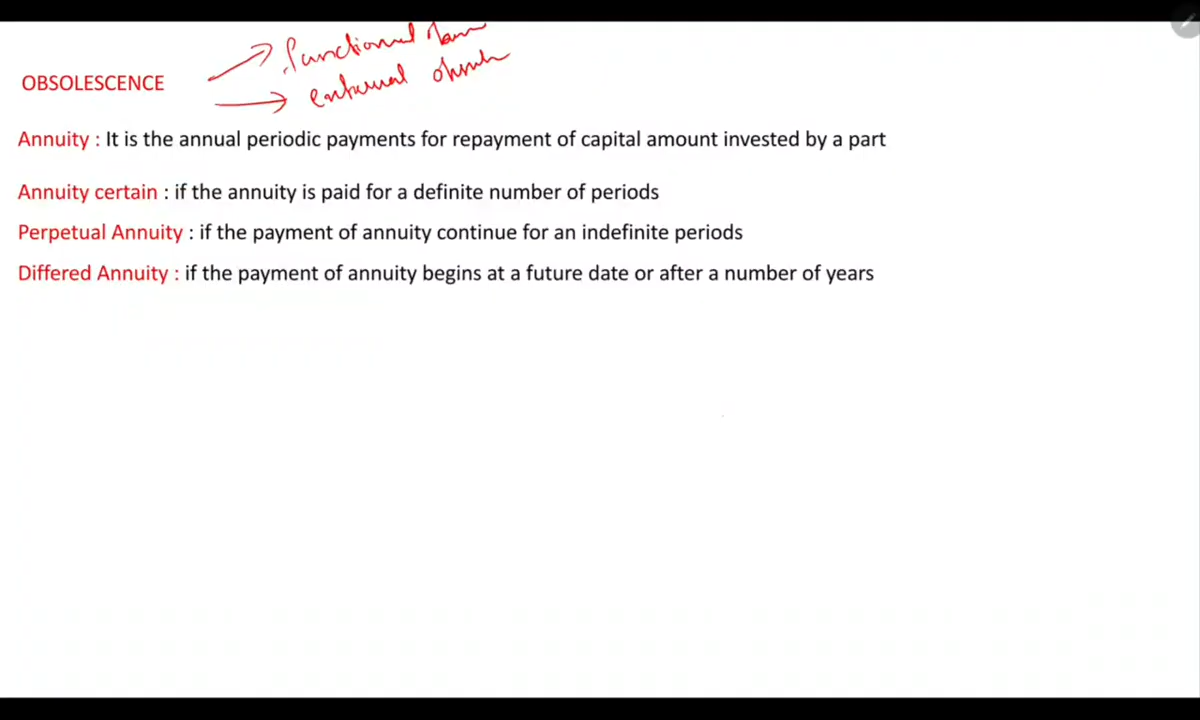 functional
OBSOLESCENCE
external
Annuity : It is the annual periodic payments for repayment of capital amount invested by a part
Annuity certain : if the annuity is paid for a definite number of periods
Perpetual Annuity : if the payment of annuity continue for an indefinite periods
Differed Annuity : if the payment of annuity begins at a future date or after a number of years